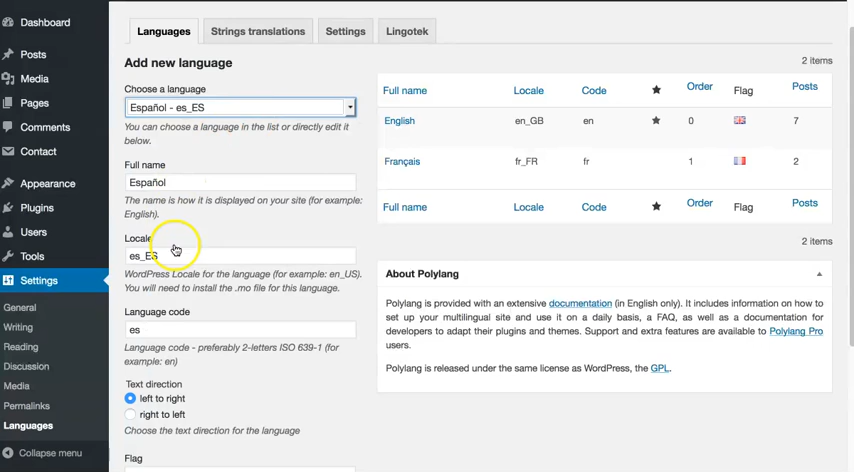 Dashboard
Posts
Media
Pages
Comments
Contact
Appearance
Plugins
Users
Tools
Settings
General
Writing
Reading
Discussion
Media
Permalinks
Languages
Collapse menu
Languages
Strings translations
Settings
Lingotek
Add new language
Choose a language
Español - es_ES
You can choose a language in the list or directly edit it
below.
Full name
Español
The name is how it is displayed on your site (for example:
English).
Locale
es_ES
WordPress Locale for the language (for example: en_US).
You will need to install the .mo file for this language.
Language code
es
Language code - preferably 2-letters ISO 639-1 (for
example: en)
Text direction
left to right
right to left
Choose the text direction for the language
Flag
2 items
Full name Locale Code Order Flag Posts
English en_GB en 0 7
Français fr_FR fr 1 2
Full name Locale Code Order Flag Posts
2 items
About Polylang
Polylang is provided with an extensive documentation (in English only). It includes information on how to
set up your multilingual site and use it on a daily basis, a FAQ, as well as a documentation for
developers to adapt their plugins and themes. Support and extra features are available to Polylang Pro
users.
Polylang is released under the same license as WordPress, the GPL.